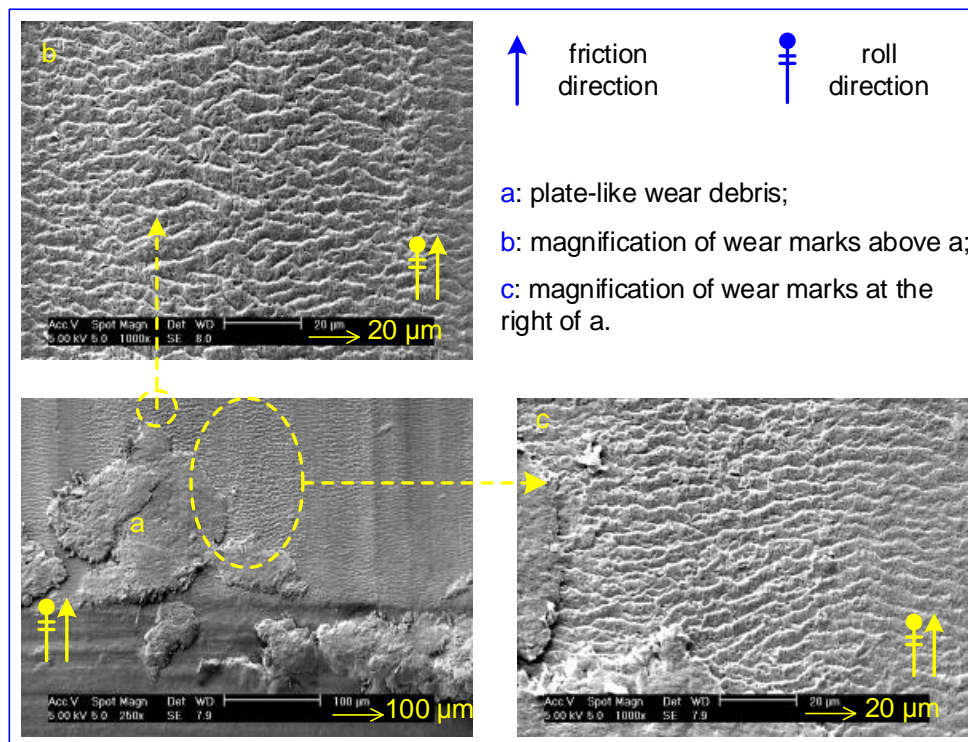 b
friction
direction
roll
direction
a: plate-like wear debris;
b: magnification of wear marks above a;
c: magnification of wear marks at the
right of a.
Acc.V Spot Magn Det WD 20 µm
5.00 kV 5.0 1000x SE 8.0
20 µm
a
Acc.V Spot Magn Det WD 100 µm
5.00 kV 5.0 250x SE 7.9
100 µm
c
Acc.V Spot Magn Det WD 20 µm
5.00 kV 5.0 1000x SE 7.9
20 µm